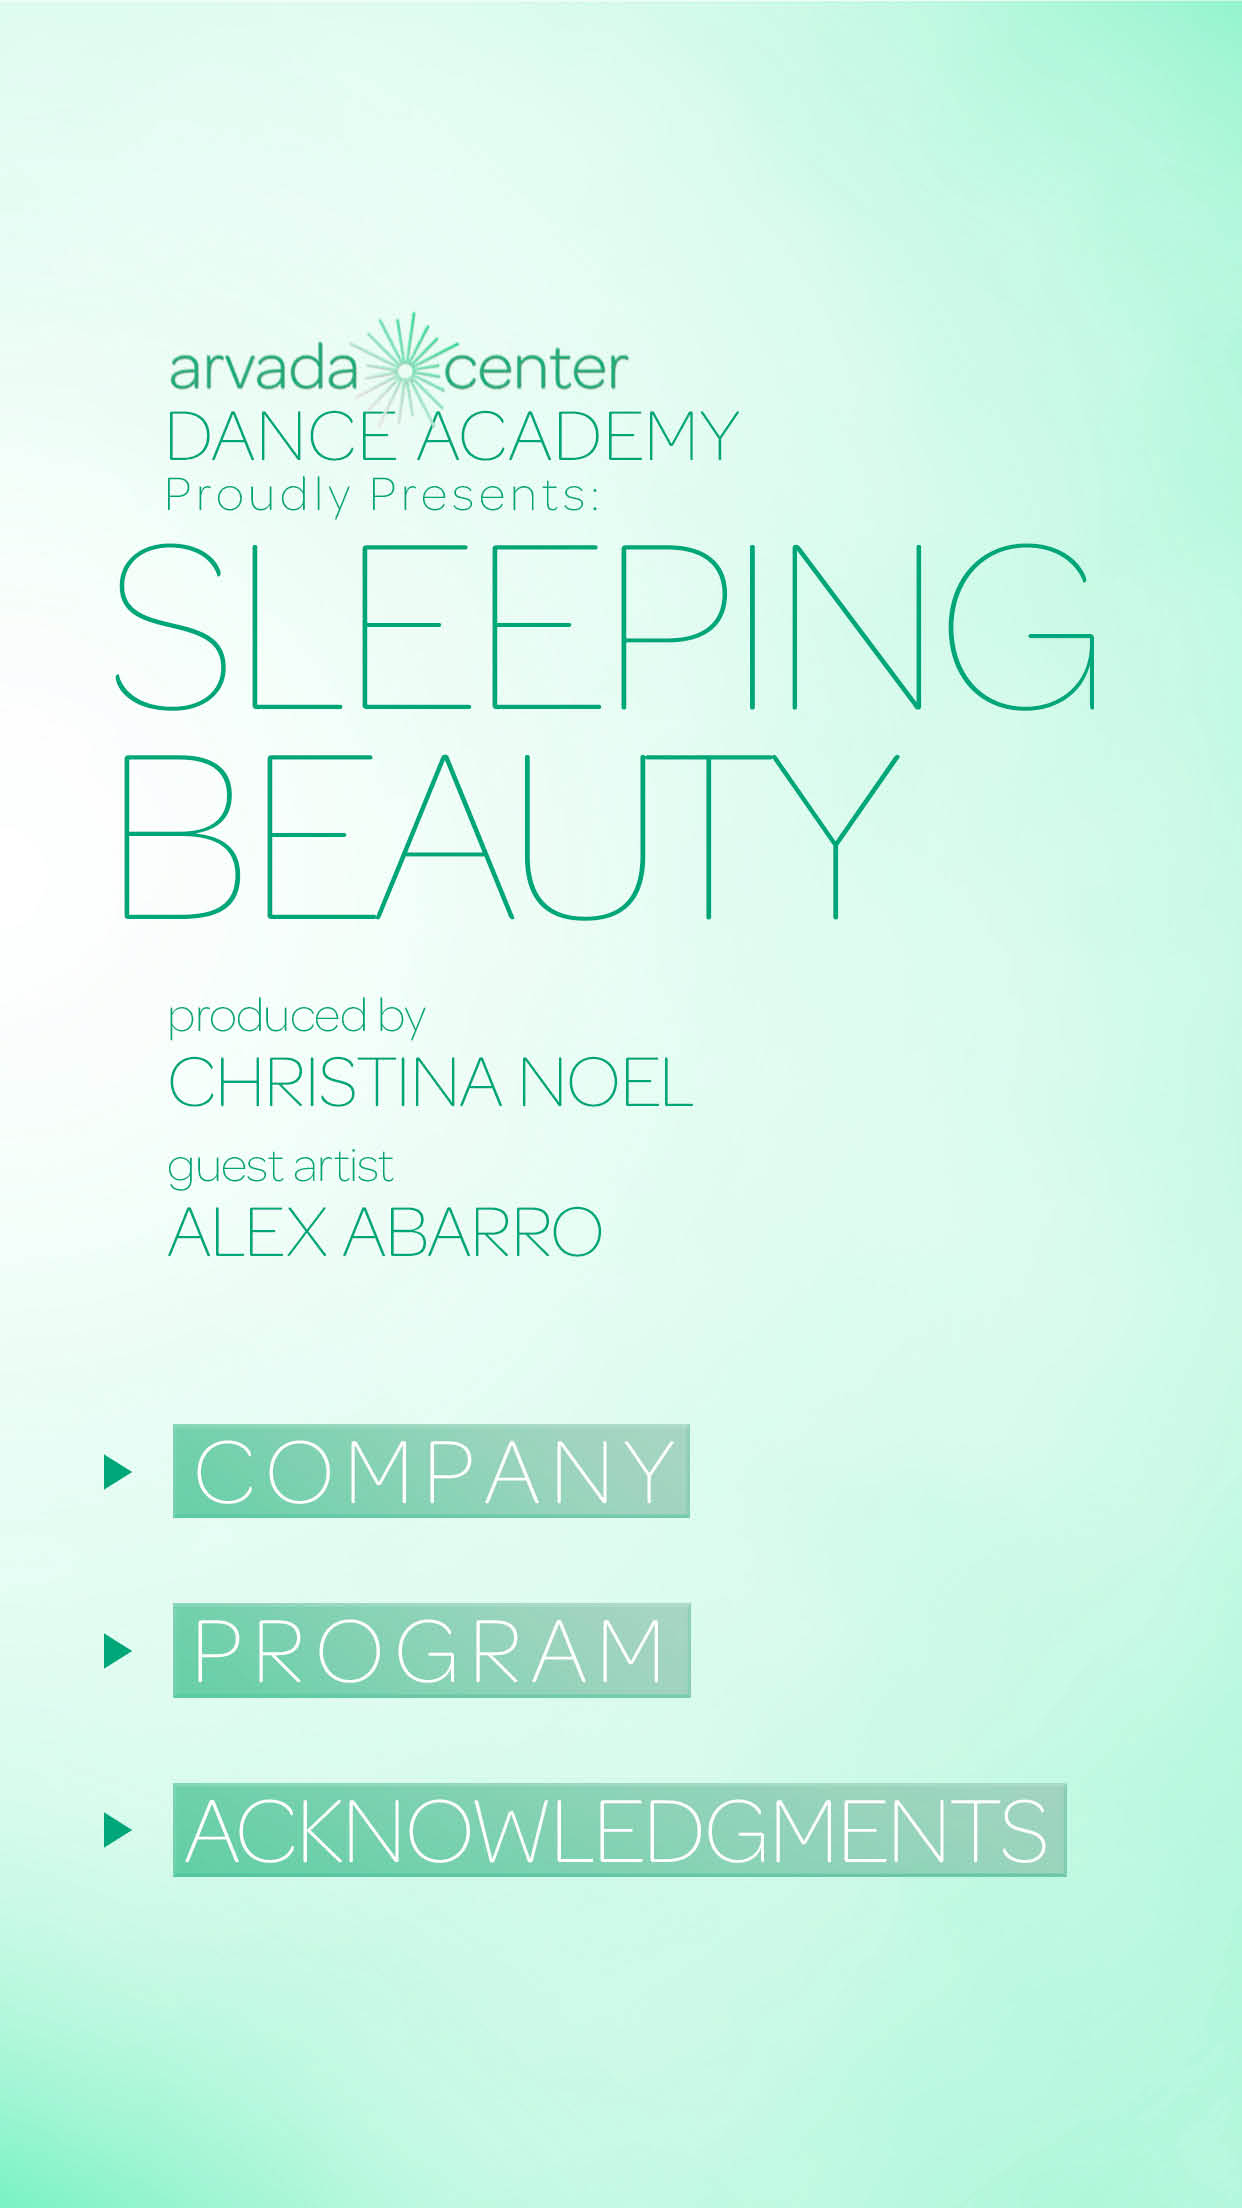 arvada center
DANCE ACADEMY
Proudly Presents:
SLEEPING
BEAUTY
produced by
CHRISTINA NOEL
guest artist
ALEX ABARRO
COMPANY
PROGRAM
ACKNOWLEDGMENTS